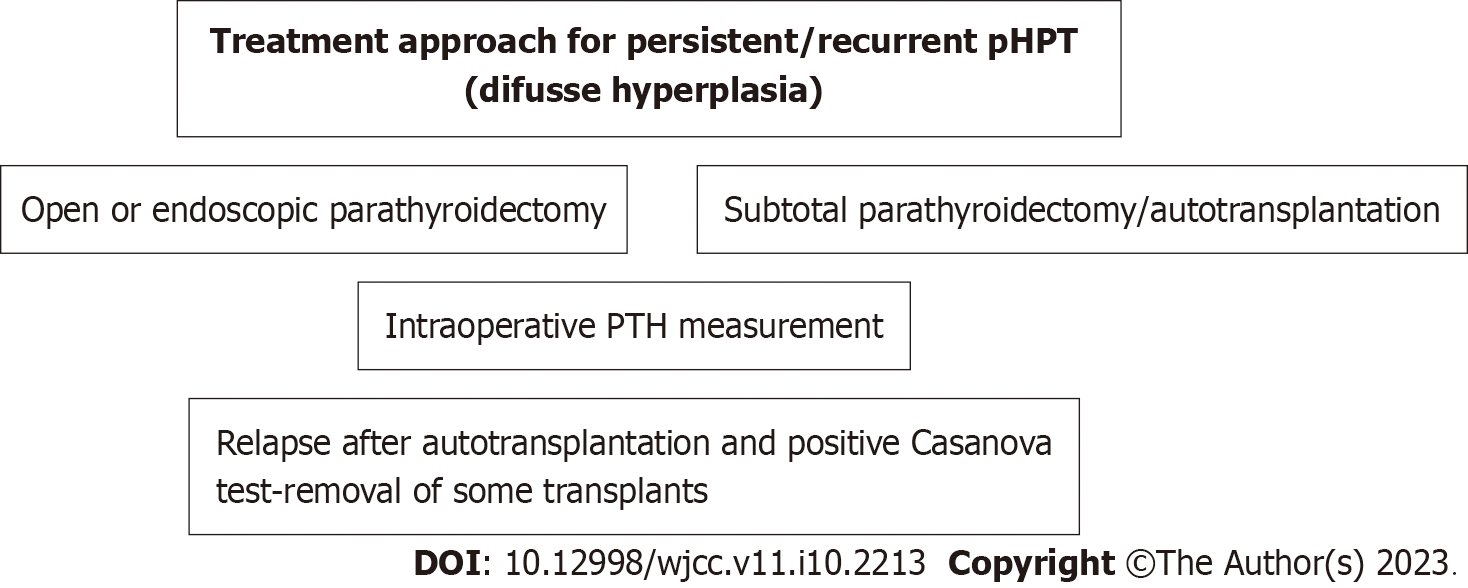 Treatment approach for persistent/recurrent pHPT
(difusse hyperplasia)
Open or endoscopic parathyroidectomy
Subtotal parathyroidectomy/autotransplantation
Intraoperative PTH measurement
Relapse after autotransplantation and positive Casanova
test-removal of some transplants
DOI: 10.12998/wjcc.v11.i10.2213 Copyright ©The Author(s) 2023.